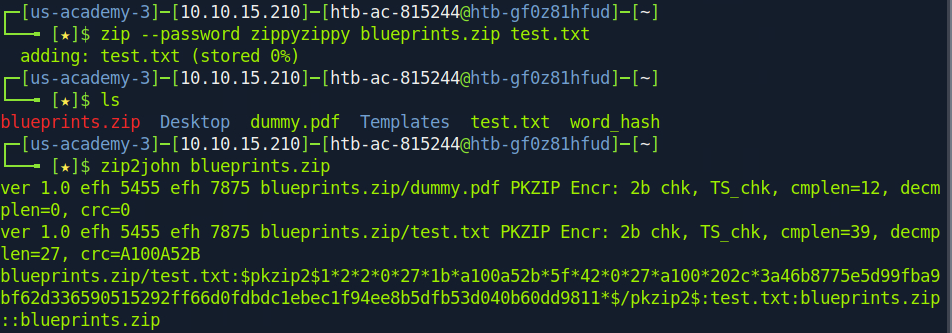 ┌─[us-academy-3]─[10.10.15.210]─[htb-ac-815244@htb-gf0z81hfud]─[~]
└──╼ [★]$ zip --password zippyzippy blueprints.zip test.txt
  adding: test.txt (stored 0%)
┌─[us-academy-3]─[10.10.15.210]─[htb-ac-815244@htb-gf0z81hfud]─[~]
└──╼ [★]$ ls
blueprints.zip  Desktop  dummy.pdf  Templates  test.txt  word_hash
┌─[us-academy-3]─[10.10.15.210]─[htb-ac-815244@htb-gf0z81hfud]─[~]
└──╼ [★]$ zip2john blueprints.zip
ver 1.0 efh 5455 efh 7875 blueprints.zip/dummy.pdf PKZIP Encr: 2b chk, TS_chk, cmplen=12, decm
plen=0, crc=0
ver 1.0 efh 5455 efh 7875 blueprints.zip/test.txt PKZIP Encr: 2b chk, TS_chk, cmplen=39, decmp
len=27, crc=A100A52B
blueprints.zip/test.txt:$pkzip2$1*2*2*0*27*1b*a100a52b*5f*42*0*27*a100*202c*3a46b8775e5d99fba9
bf62d336590515292ff66d0fdbdc1ebec1f94ee8b5dfb53d040b60dd9811*$/pkzip2$:test.txt:blueprints.zip
::blueprints.zip